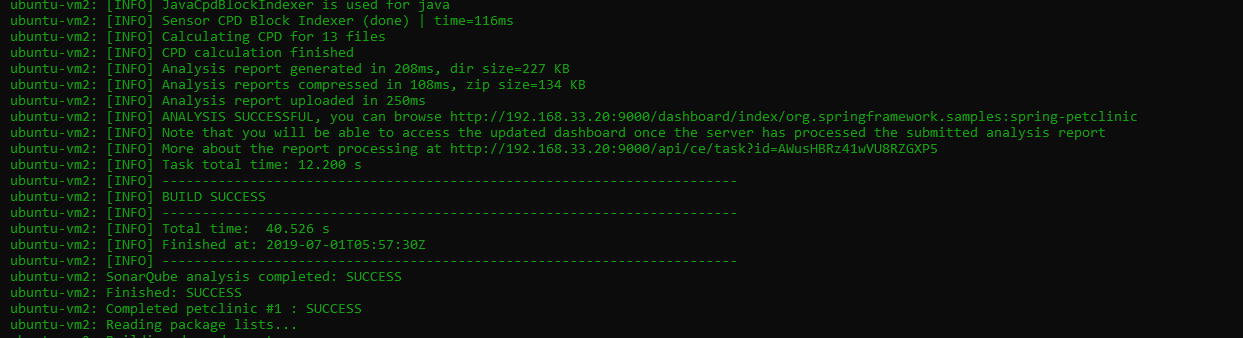 ubuntu-vm2: [INFO] JavaCpdBlockIndexer is used for java
ubuntu-vm2: [INFO] Sensor CPD Block Indexer (done) | time=116ms
ubuntu-vm2: [INFO] Calculating CPD for 13 files
ubuntu-vm2: [INFO] CPD calculation finished
ubuntu-vm2: [INFO] Analysis report generated in 208ms, dir size=227 KB
ubuntu-vm2: [INFO] Analysis reports compressed in 108ms, zip size=134 KB
ubuntu-vm2: [INFO] Analysis report uploaded in 250ms
ubuntu-vm2: [INFO] ANALYSIS SUCCESSFUL, you can browse http://192.168.33.20:9000/dashboard/index/org.springframework.samples:spring-petclinic
ubuntu-vm2: [INFO] Note that you will be able to access the updated dashboard once the server has processed the submitted analysis report
ubuntu-vm2: [INFO] More about the report processing at http://192.168.33.20:9000/api/ce/task?id=AWusHBRz41wVU8RZGXP5
ubuntu-vm2: [INFO] Task total time: 12.200 s
ubuntu-vm2: [INFO] ------------------------------------------------------------------------
ubuntu-vm2: [INFO] BUILD SUCCESS
ubuntu-vm2: [INFO] ------------------------------------------------------------------------
ubuntu-vm2: [INFO] Total time:  40.526 s
ubuntu-vm2: [INFO] Finished at: 2019-07-01T05:57:30Z
ubuntu-vm2: [INFO] ------------------------------------------------------------------------
ubuntu-vm2: SonarQube analysis completed: SUCCESS
ubuntu-vm2: Finished: SUCCESS
ubuntu-vm2: Completed petclinic #1 : SUCCESS
ubuntu-vm2: Reading package lists...